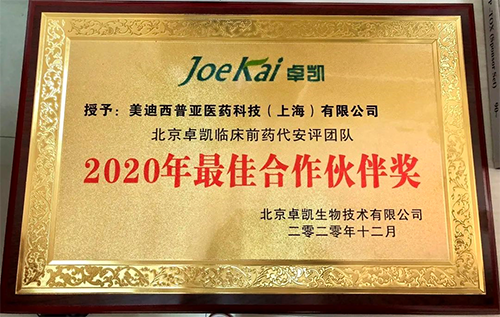 JoeKai 卓凯
授予：美迪西普亚医药科技（上海）有限公司
北京卓凯临床前药代安评团队
2020年最佳合作伙伴奖
北京卓凯生物技术有限公司
二零二零年十二月